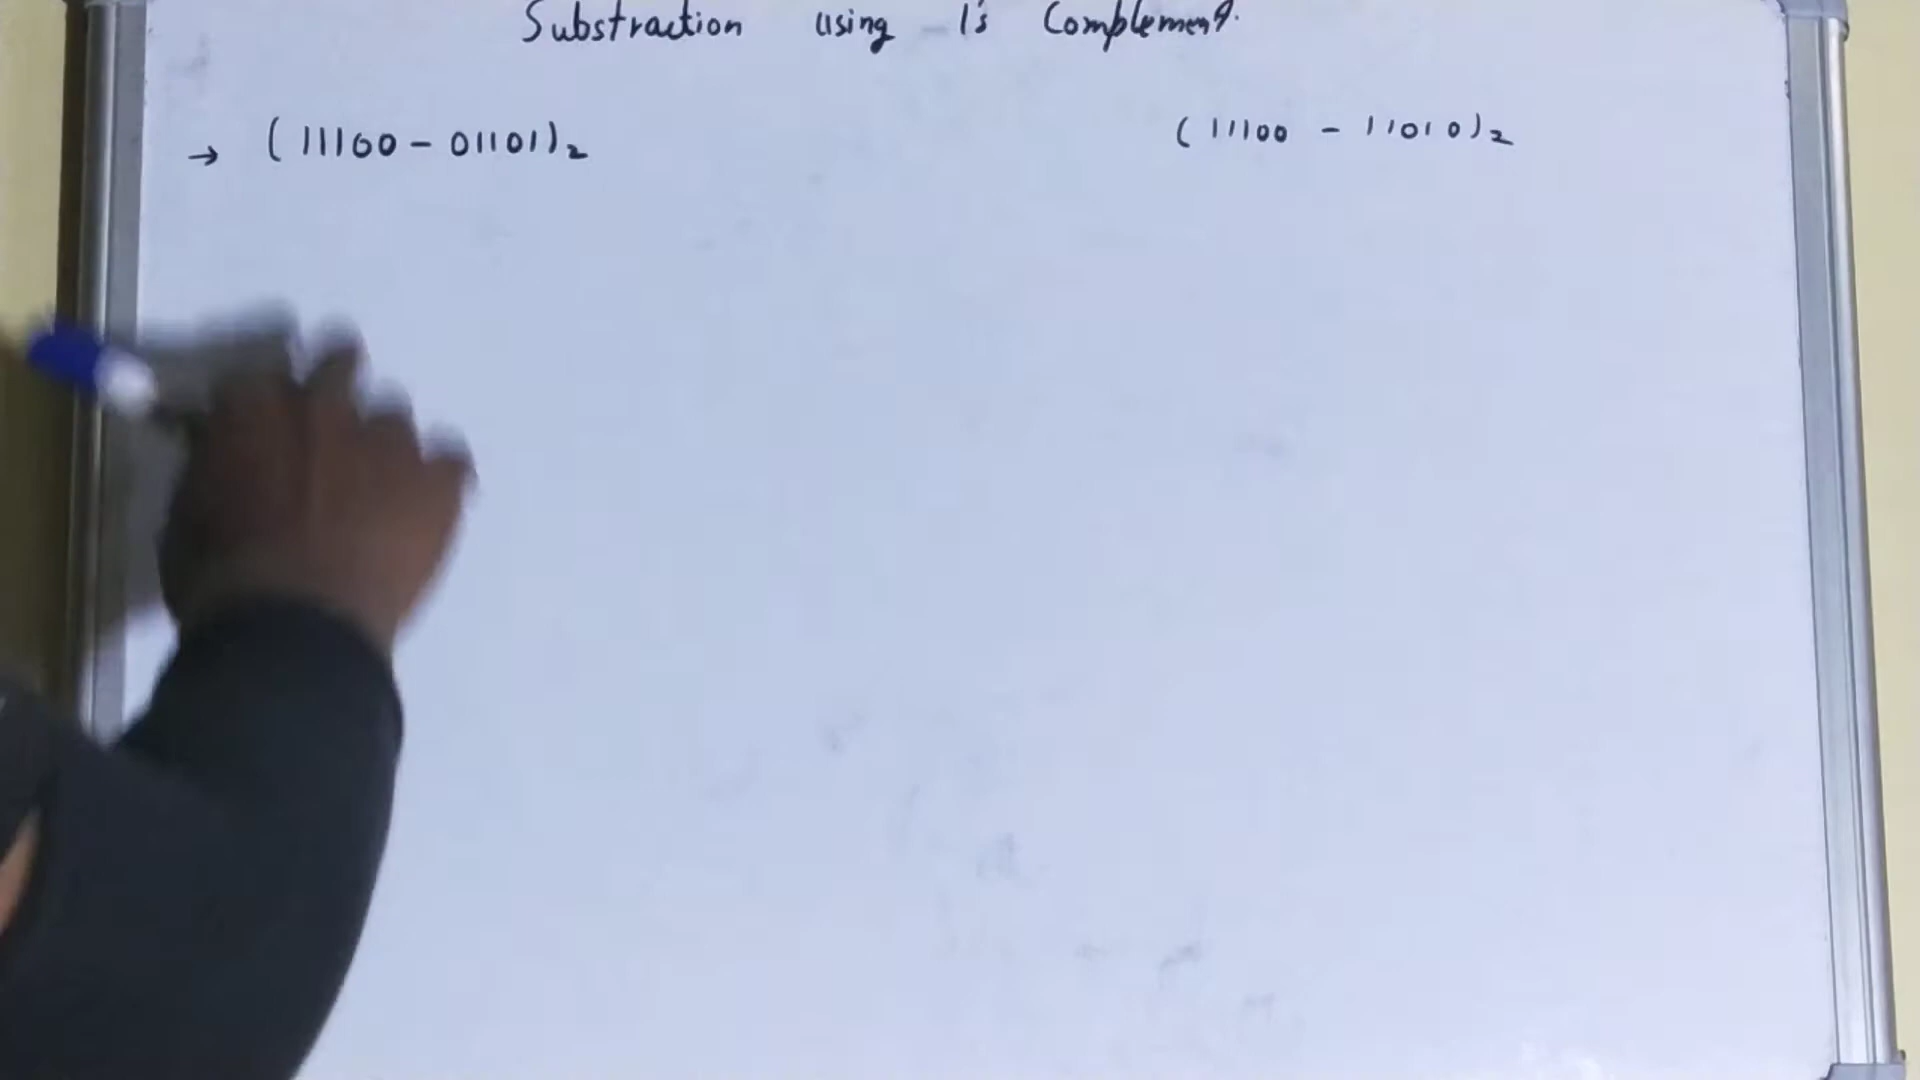 Substraction using 1's Complement.
→ (11100 - 01101)₂
(11100 - 11010)₂